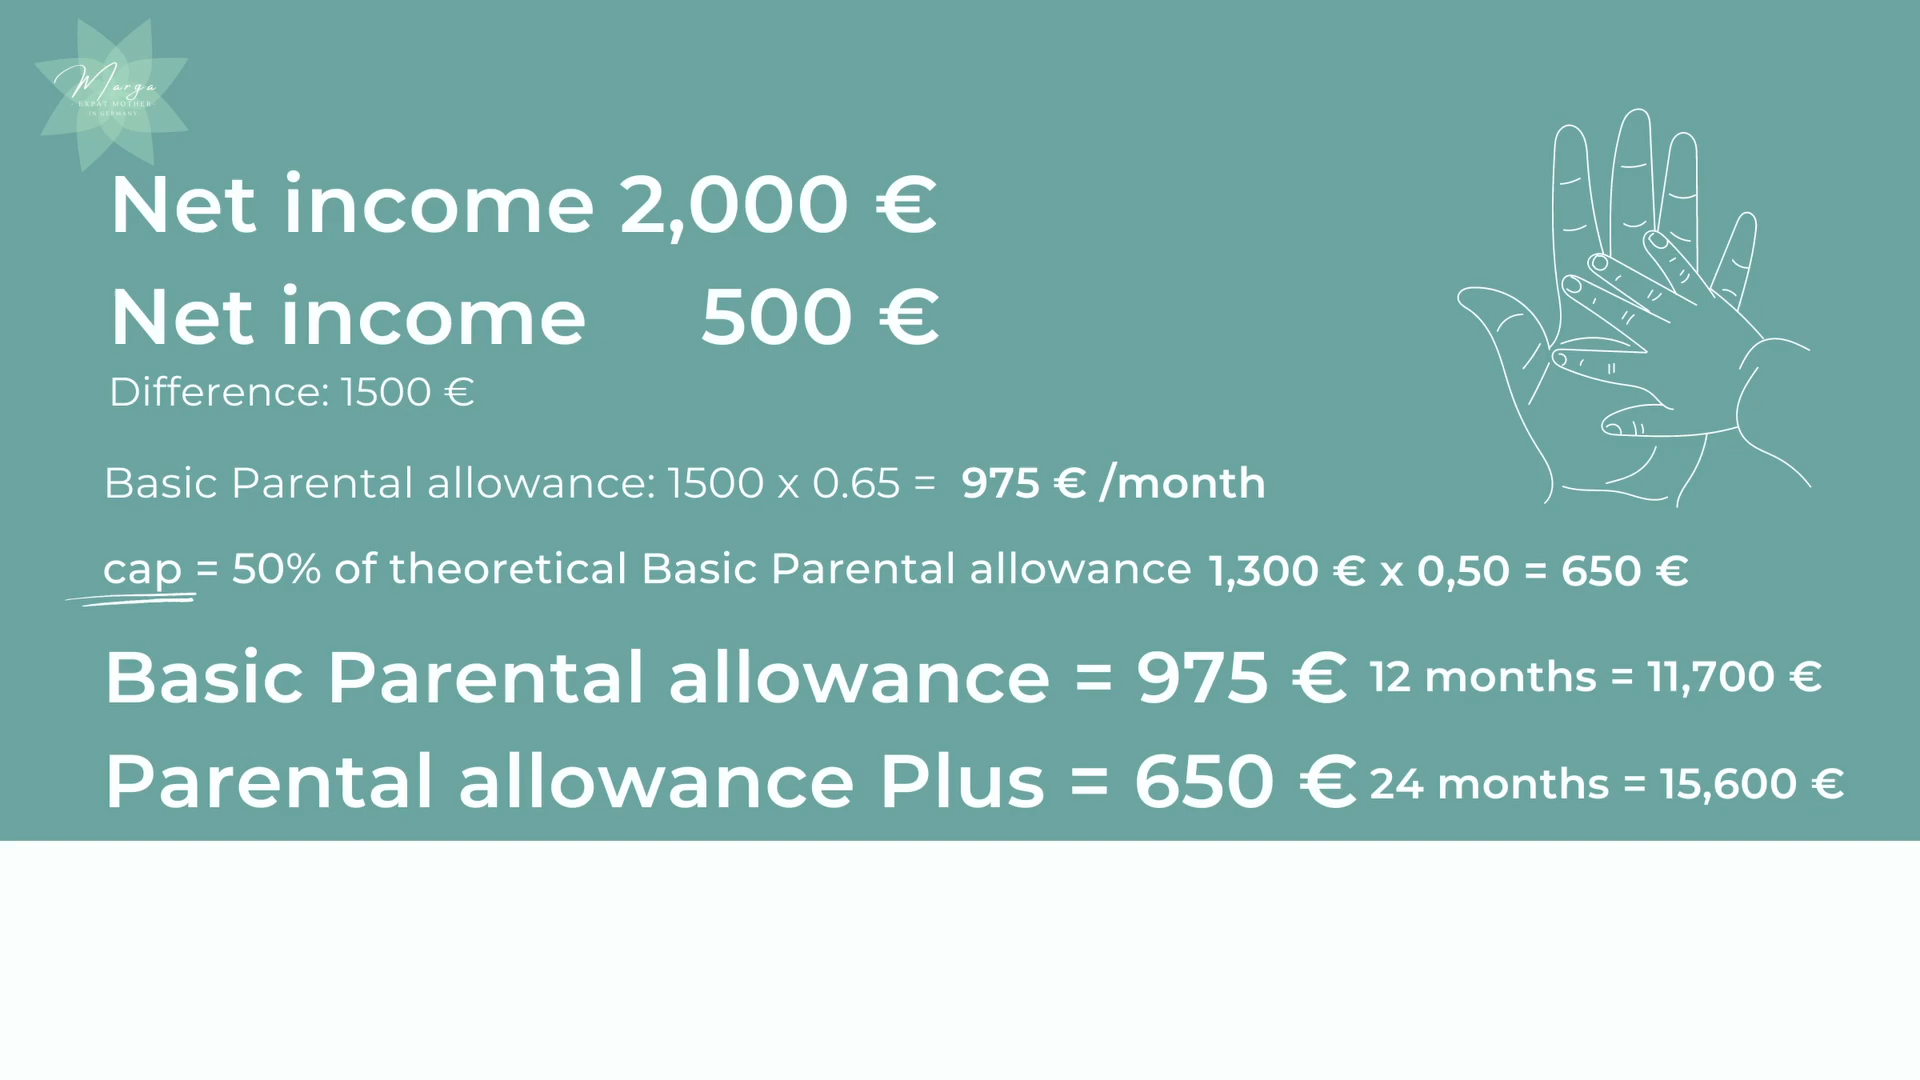 Marga
EXPAT MOTHER
IN GERMANY
Net income 2,000 €
Net income 500 €
Difference: 1500 €
Basic Parental allowance: 1500 x 0.65 = 975 € /month
cap = 50% of theoretical Basic Parental allowance 1,300 € x 0,50 = 650 €
Basic Parental allowance = 975 € 12 months = 11,700 €
Parental allowance Plus = 650 € 24 months = 15,600 €